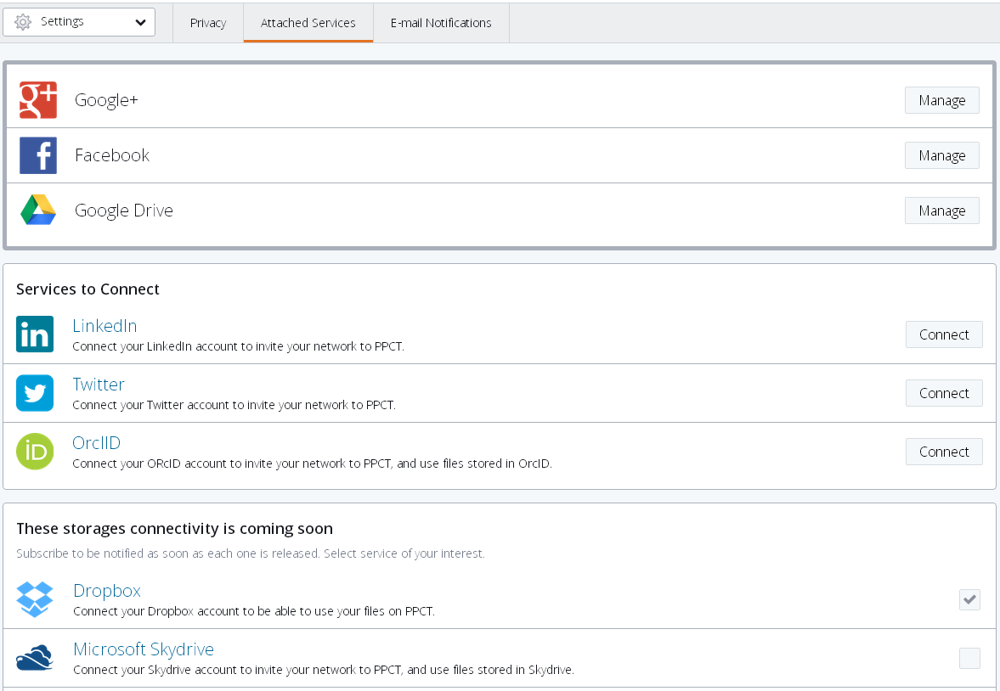 Settings
Privacy
Attached Services
E-mail Notifications
g+
Google+
Manage
f
Facebook
Manage
Google Drive
Manage
Services to Connect
in
LinkedIn
Connect your LinkedIn account to invite your network to PPCT.
Connect
Twitter
Connect your Twitter account to invite your network to PPCT.
Connect
iD
OrcIID
Connect your ORcID account to invite your network to PPCT, and use files stored in OrcID.
Connect
These storages connectivity is coming soon
Subscribe to be notified as soon as each one is released. Select service of your interest.
Dropbox
Connect your Dropbox account to be able to use your files on PPCT.
Microsoft Skydrive
Connect your Skydrive account to invite your network to PPCT, and use files stored in Skydrive.